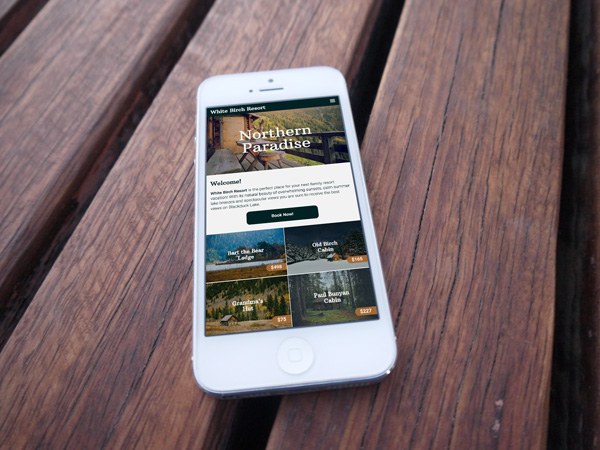 White Birch Resort
Northern
Paradise
Welcome!
White Birch Resort is the perfect place for your next family resort
vacation! With its natural beauty of overwhelming sunsets, calm summer
lake breezes and spectacular views you are sure to receive the best
views on Blackduck Lake.
Book Now!
Bart the Bear
Lodge
$400
Old Birch
Cabin
$165
Grandma's
Hut
$75
Paul Bunyan
Cabin
$227